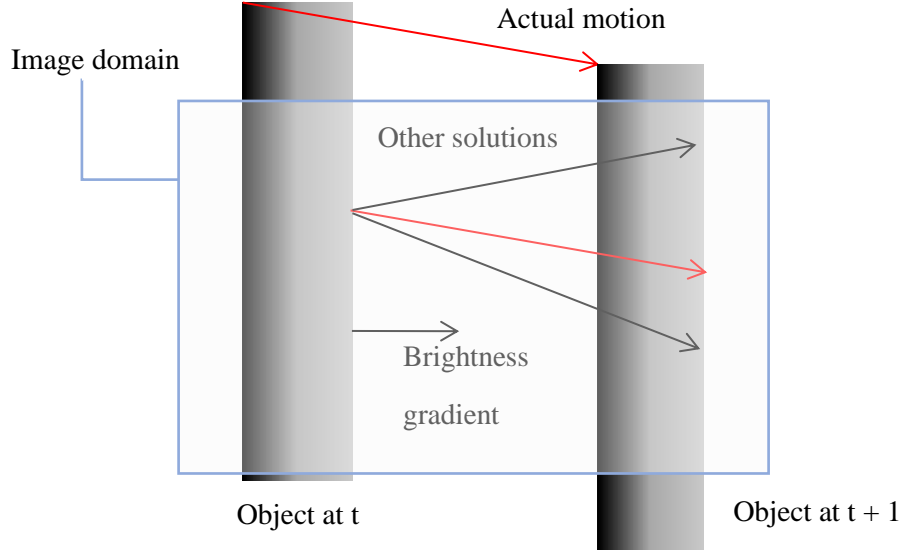 Actual motion
Image domain
Other solutions
Brightness
gradient
Object at t
Object at t + 1